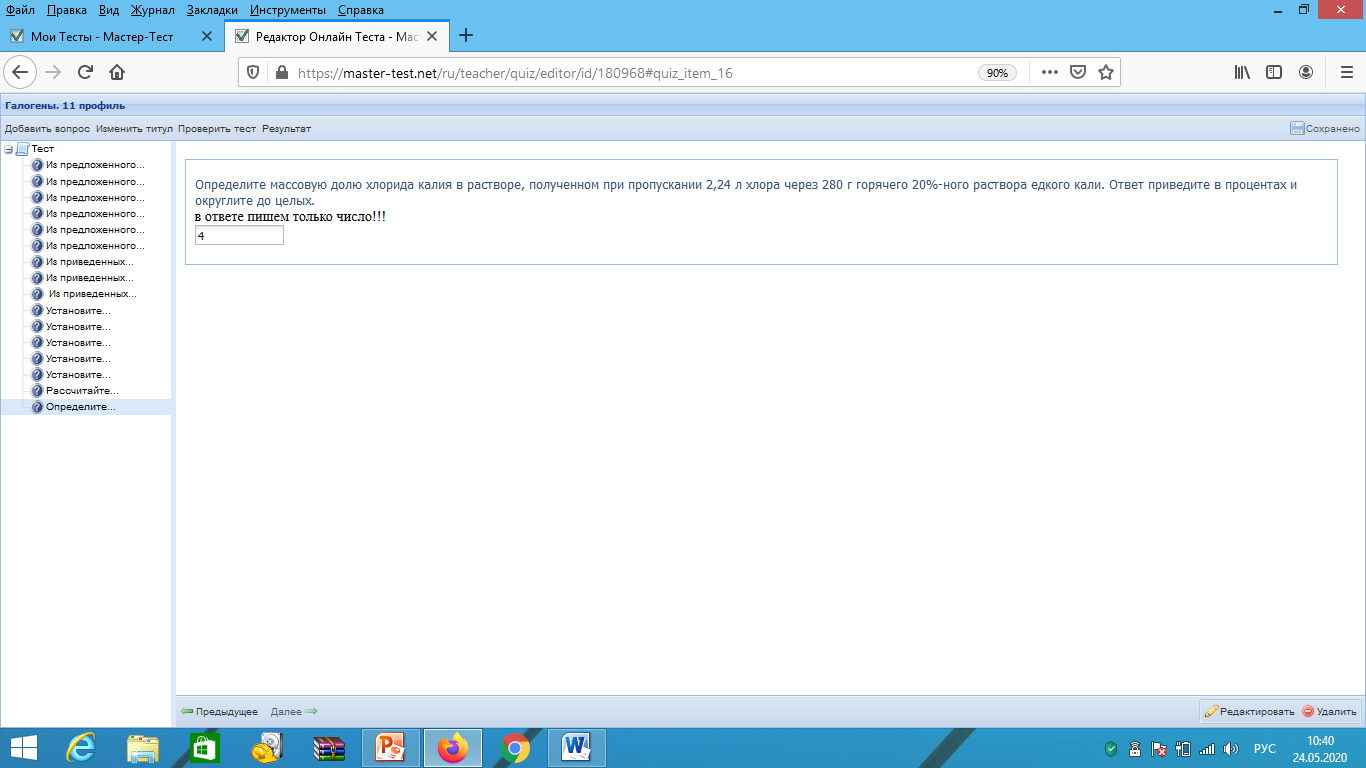 Файл Правка Вид Журнал Закладки Инструменты Справка
Мои Тесты - Мастер-Тест
Редактор Онлайн Теста - Мас
https://master-test.net/ru/teacher/quiz/editor/id/180968#quiz_item_16
90%
Галогены. 11 профиль
Добавить вопрос Изменить титул Проверить тест Результат
Сохранено
Тест
Из предложенного...
Из предложенного...
Из предложенного...
Из предложенного...
Из предложенного...
Из предложенного...
Из приведенных...
Из приведенных...
Из приведенных...
Установите...
Установите...
Установите...
Установите...
Установите...
Рассчитайте...
Определите...
Определите массовую долю хлорида калия в растворе, полученном при пропускании 2,24 л хлора через 280 г горячего 20%-ного раствора едкого кали. Ответ приведите в процентах и
округлите до целых.
в ответе пишем только число!!!
4
Предыдущее Далее
Редактировать Удалить
РУС
10:40
24.05.2020